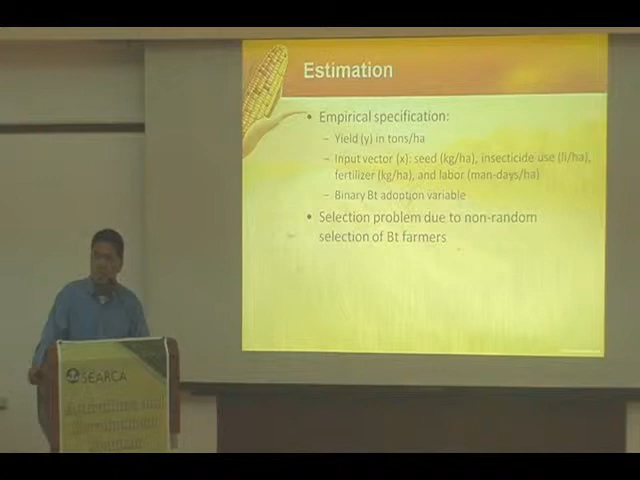 Estimation
• Empirical specification:
– Yield (y) in tons/ha
– Input vector (x): seed (kg/ha), insecticide use (li/ha),
fertilizer (kg/ha), and labor (man-days/ha)
– Binary Bt adoption variable
• Selection problem due to non-random
selection of Bt farmers
SEARCA